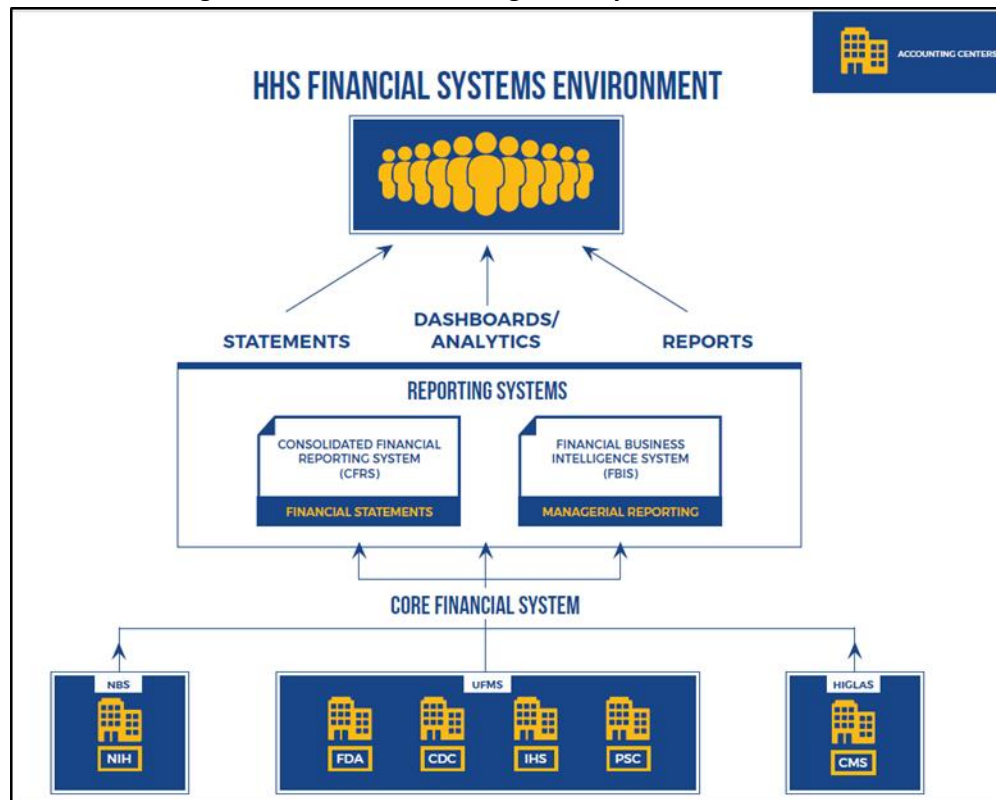 ACCOUNTING CENTERS
HHS FINANCIAL SYSTEMS ENVIRONMENT
STATEMENTS
DASHBOARDS/
ANALYTICS
REPORTS
REPORTING SYSTEMS
CONSOLIDATED FINANCIAL
REPORTING SYSTEM
(CFRS)
FINANCIAL STATEMENTS
FINANCIAL BUSINESS
INTELLIGENCE SYSTEM
(FBIS)
MANAGERIAL REPORTING
CORE FINANCIAL SYSTEM
NBS
NIH
UFMS
FDA
CDC
IHS
PSC
HIGLAS
CMS